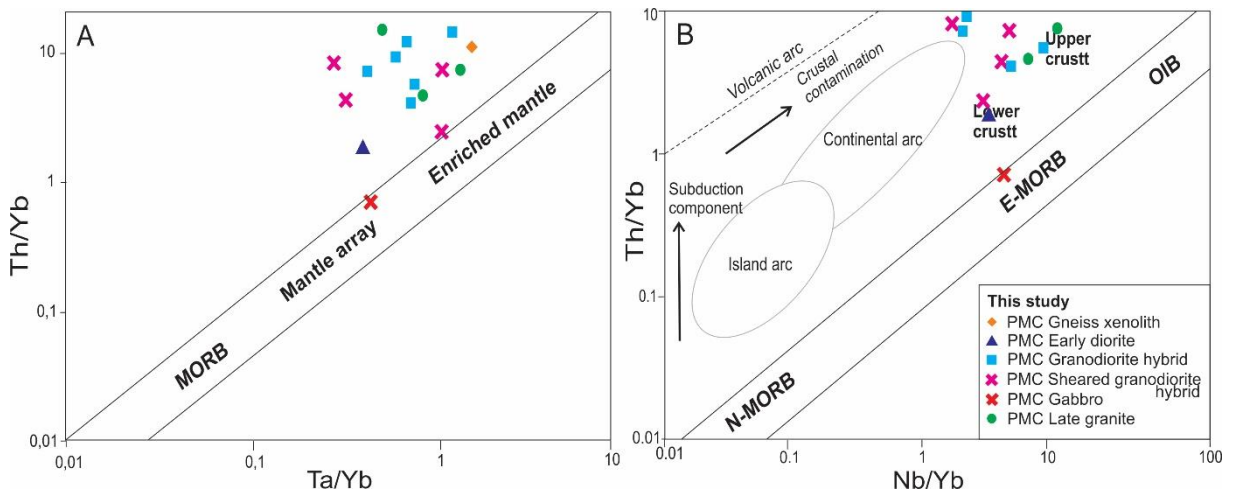 A
10
1
0,1
0,01
Th/Yb
0,01
0,1
1
10
Ta/Yb
MORB
Mantle array
Enriched mantle
B
10
1
0.1
0.01
Th/Yb
0.01
0.1
1
10
100
Nb/Yb
Volcanic arc
Crustal
contamination
Continental arc
Subduction
component
Island arc
Upper
crustt
Lower
crustt
OIB
E-MORB
N-MORB
This study
PMC Gneiss xenolith
PMC Early diorite
PMC Granodiorite hybrid
PMC Sheared granodiorite
hybrid
PMC Gabbro
PMC Late granite